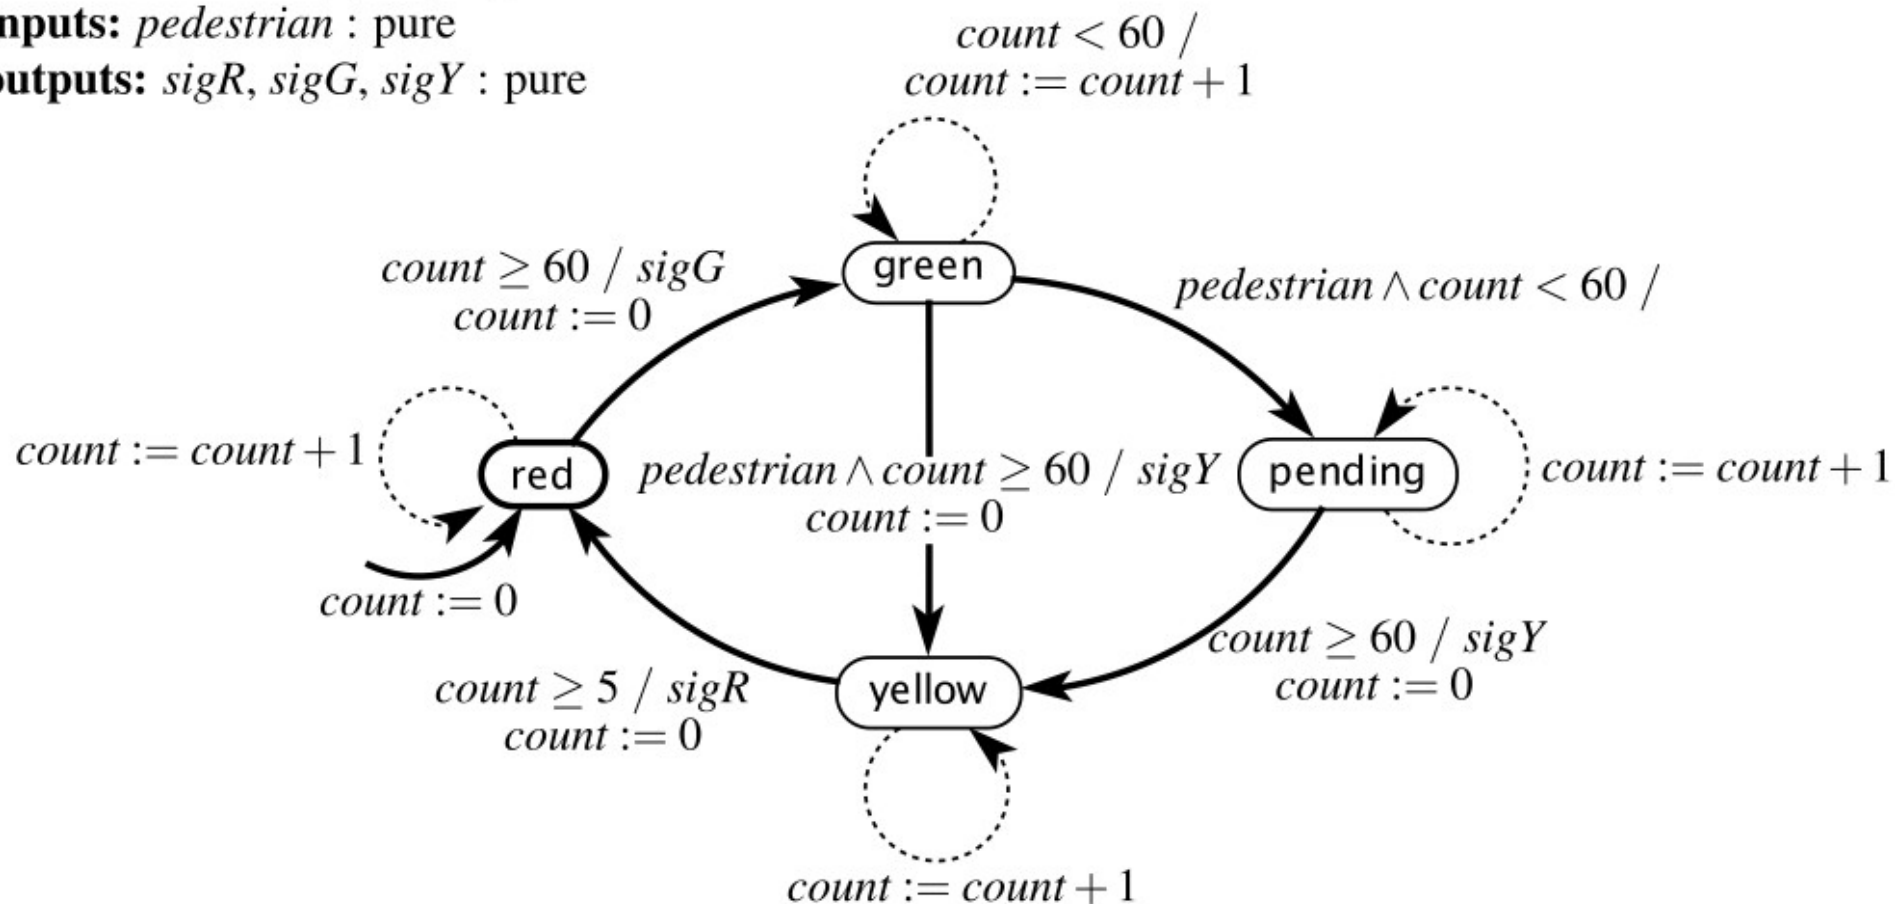 nputs: pedestrian : pure
outputs: sigR, sigG, sigY : pure
count < 60 /
count := count + 1
count ≥ 60 / sigG
count := 0
green
pedestrian ∧ count < 60 /
count := count + 1
red
pedestrian ∧ count ≥ 60 / sigY
count := 0
pending
count := count + 1
count := 0
count ≥ 5 / sigR
count := 0
yellow
count ≥ 60 / sigY
count := 0
count := count + 1